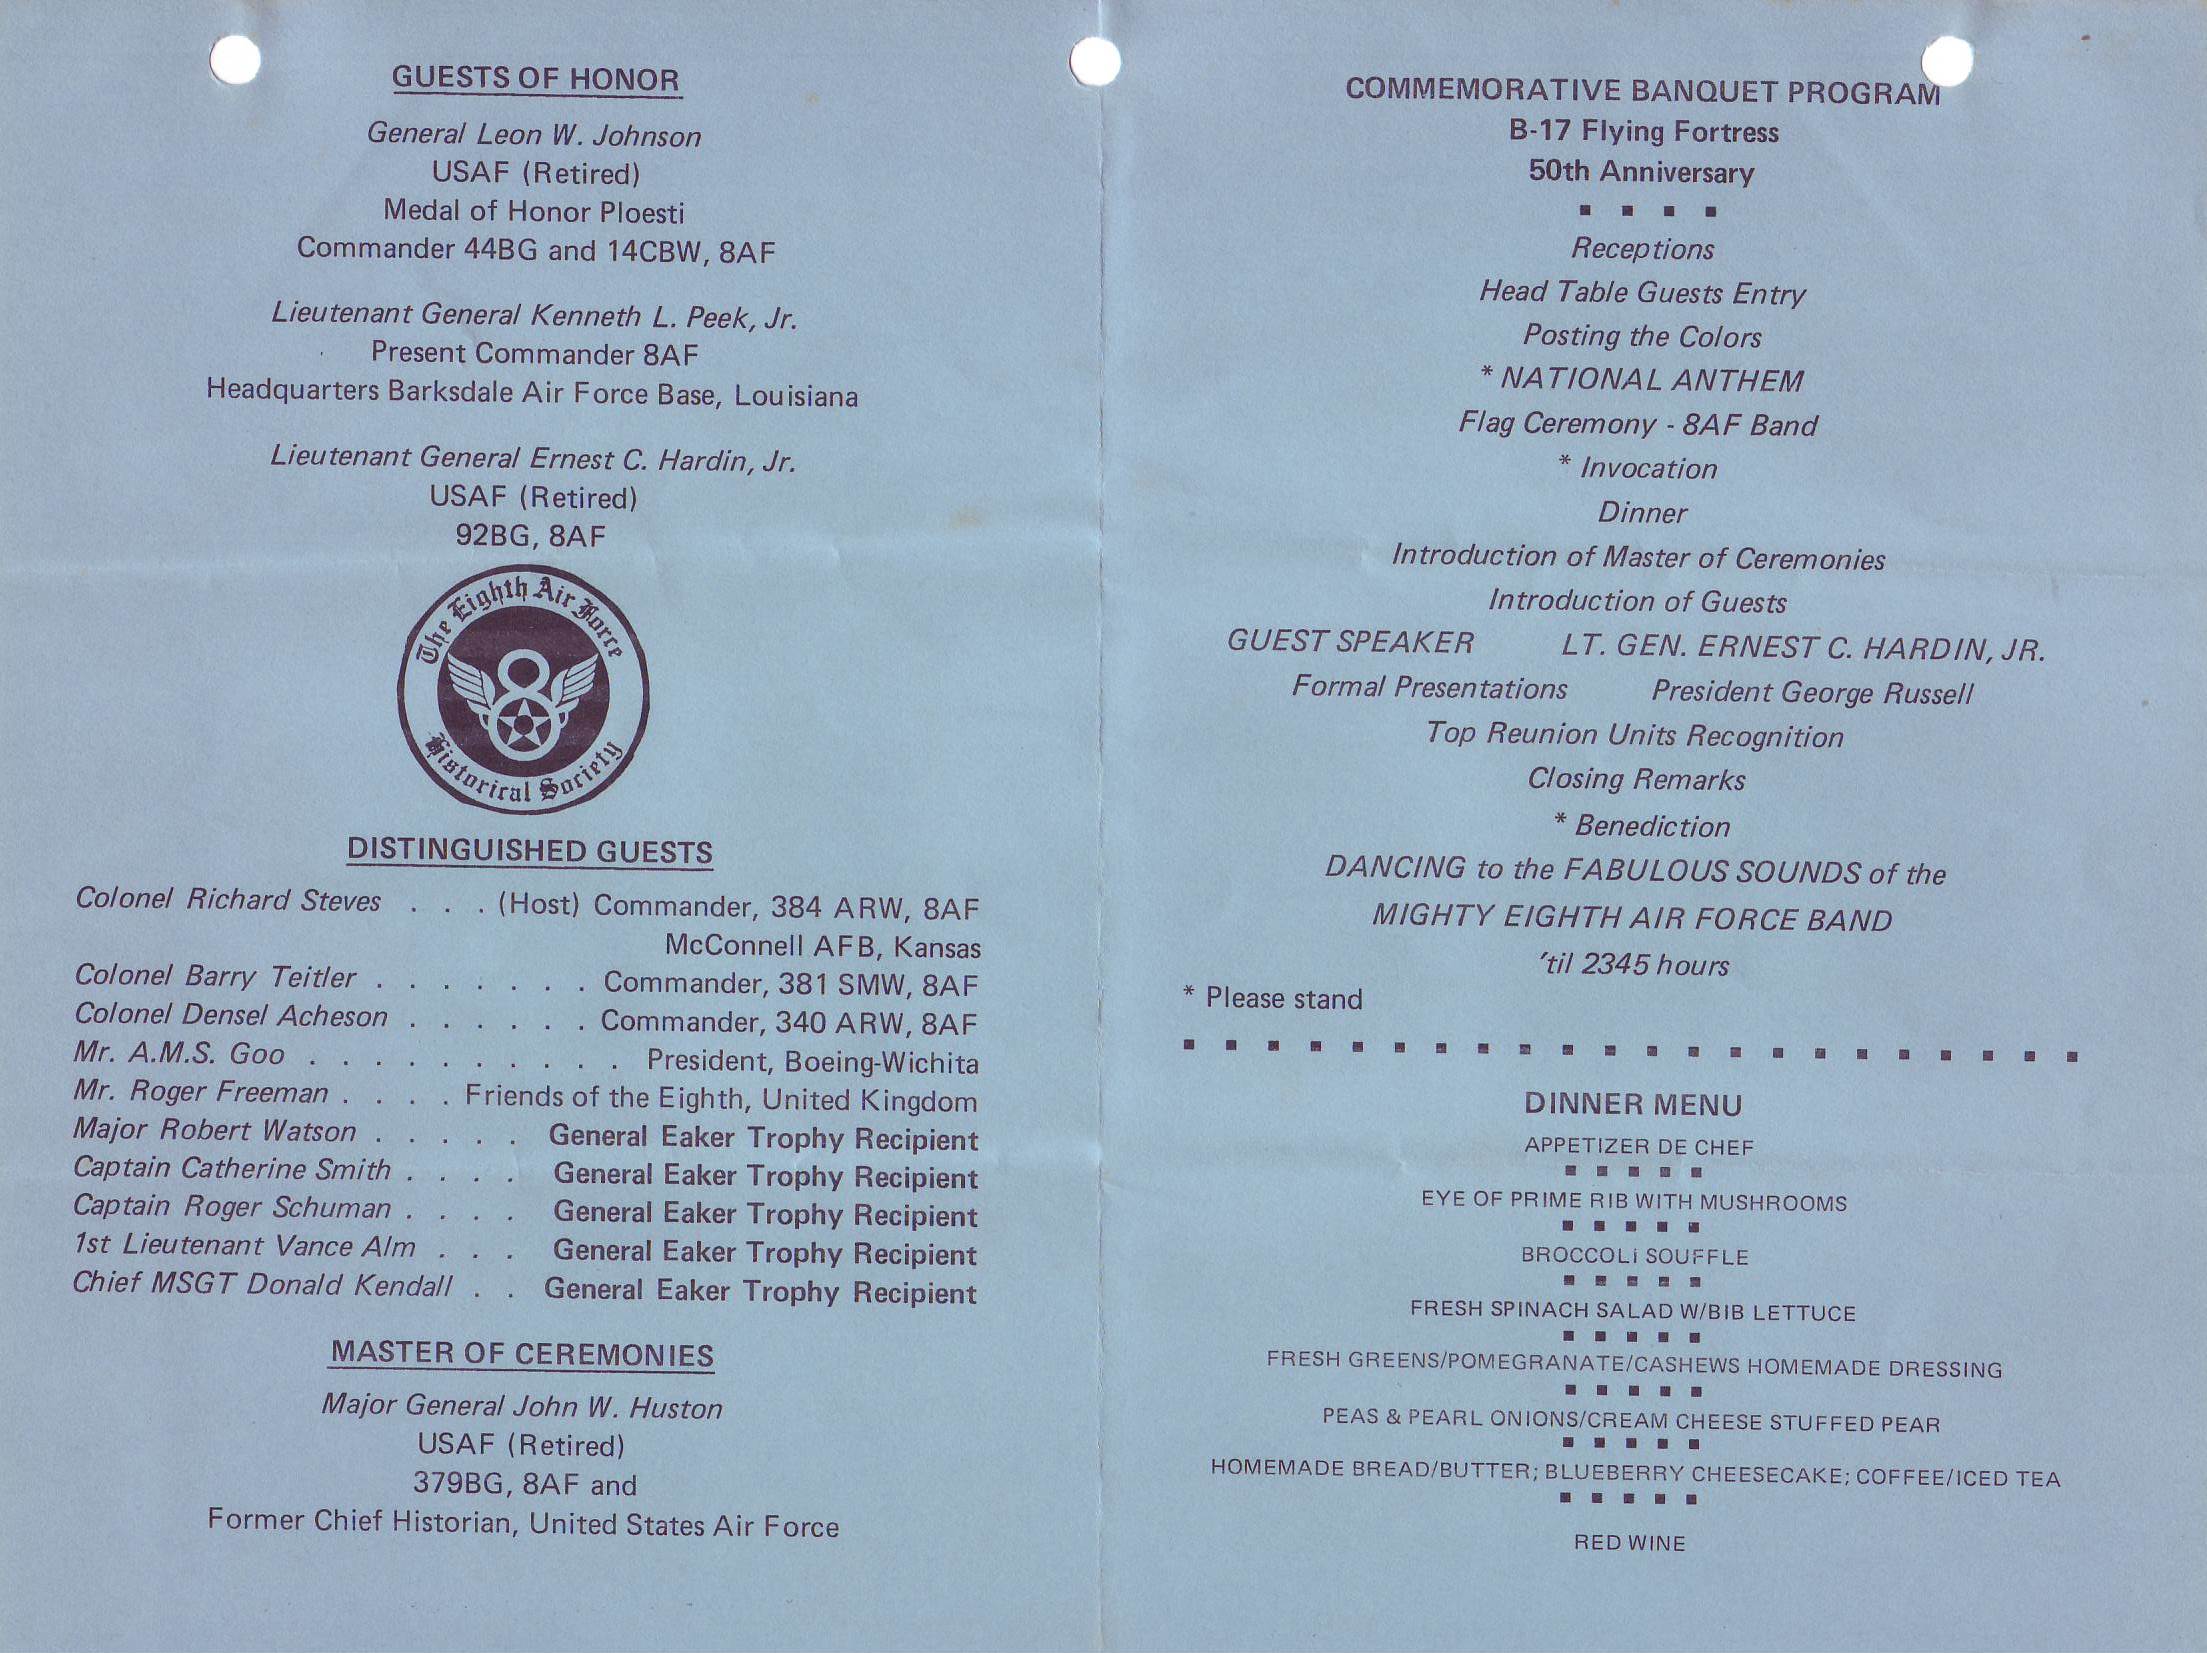 GUESTS OF HONOR
General Leon W. Johnson
USAF (Retired)
Medal of Honor Ploesti
Commander 44BG and 14CBW, 8AF
Lieutenant General Kenneth L. Peek, Jr.
Present Commander 8AF
Headquarters Barksdale Air Force Base, Louisiana
Lieutenant General Ernest C. Hardin, Jr.
USAF (Retired)
92BG, 8AF
The Eighth Air Force
8
Historical Society
DISTINGUISHED GUESTS
Colonel Richard Steves . . . (Host) Commander, 384 ARW, 8AF
McConnell AFB, Kansas
Colonel Barry Teitler . . . . . . . Commander, 381 SMW, 8AF
Colonel Densel Acheson . . . . . . Commander, 340 ARW, 8AF
Mr. A.M.S. Goo . . . . . . . . . . President, Boeing-Wichita
Mr. Roger Freeman . . . . Friends of the Eighth, United Kingdom
Major Robert Watson . . . . . General Eaker Trophy Recipient
Captain Catherine Smith . . . . General Eaker Trophy Recipient
Captain Roger Schuman . . . . General Eaker Trophy Recipient
1st Lieutenant Vance Alm . . . General Eaker Trophy Recipient
Chief MSGT Donald Kendall . . General Eaker Trophy Recipient
MASTER OF CEREMONIES
Major General John W. Huston
USAF (Retired)
379BG, 8AF and
Former Chief Historian, United States Air Force
COMMEMORATIVE BANQUET PROGRAM
B-17 Flying Fortress
50th Anniversary
Receptions
Head Table Guests Entry
Posting the Colors
* NATIONAL ANTHEM
Flag Ceremony - 8AF Band
* Invocation
Dinner
Introduction of Master of Ceremonies
Introduction of Guests
GUEST SPEAKER LT. GEN. ERNEST C. HARDIN, JR.
Formal Presentations President George Russell
Top Reunion Units Recognition
Closing Remarks
* Benediction
DANCING to the FABULOUS SOUNDS of the
MIGHTY EIGHTH AIR FORCE BAND
'til 2345 hours
* Please stand
DINNER MENU
APPETIZER DE CHEF
EYE OF PRIME RIB WITH MUSHROOMS
BROCCOLi SOUFFLE
FRESH SPINACH SALAD W/BIB LETTUCE
FRESH GREENS/POMEGRANATE/CASHEWS HOMEMADE DRESSING
PEAS & PEARL ONIONS/CREAM CHEESE STUFFED PEAR
HOMEMADE BREAD/BUTTER; BLUEBERRY CHEESECAKE; COFFEE/ICED TEA
RED WINE